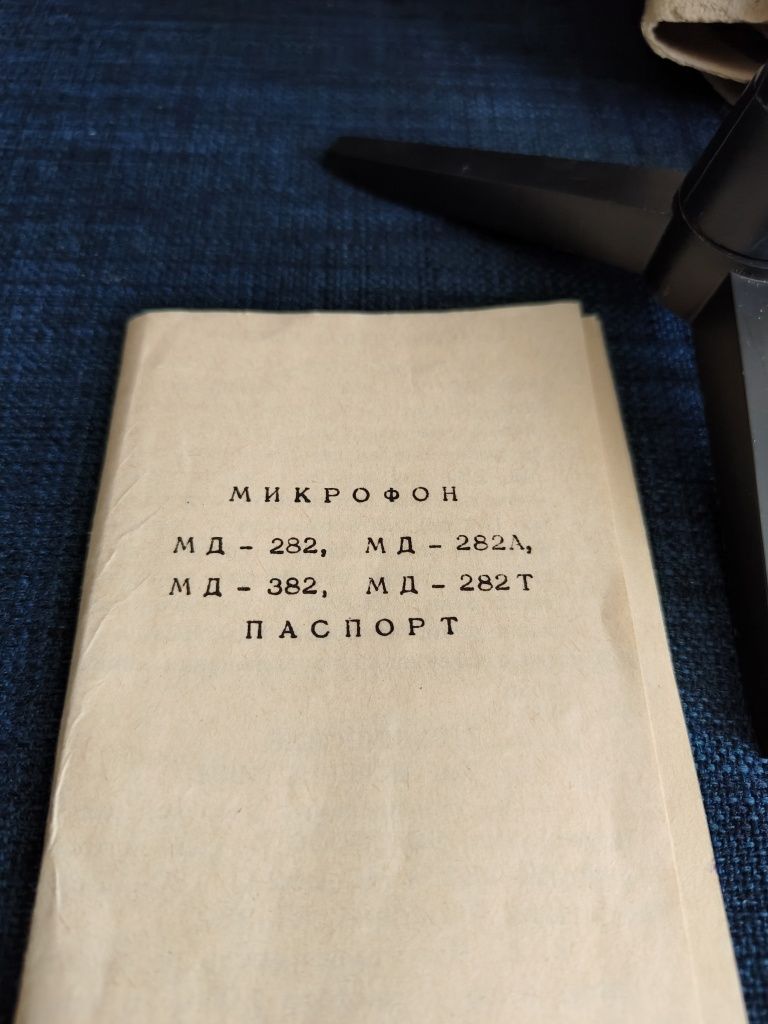 МИКРОФОН
МД - 282, МД - 282А,
МД - 382, МД - 282Т
ПАСПОРТ